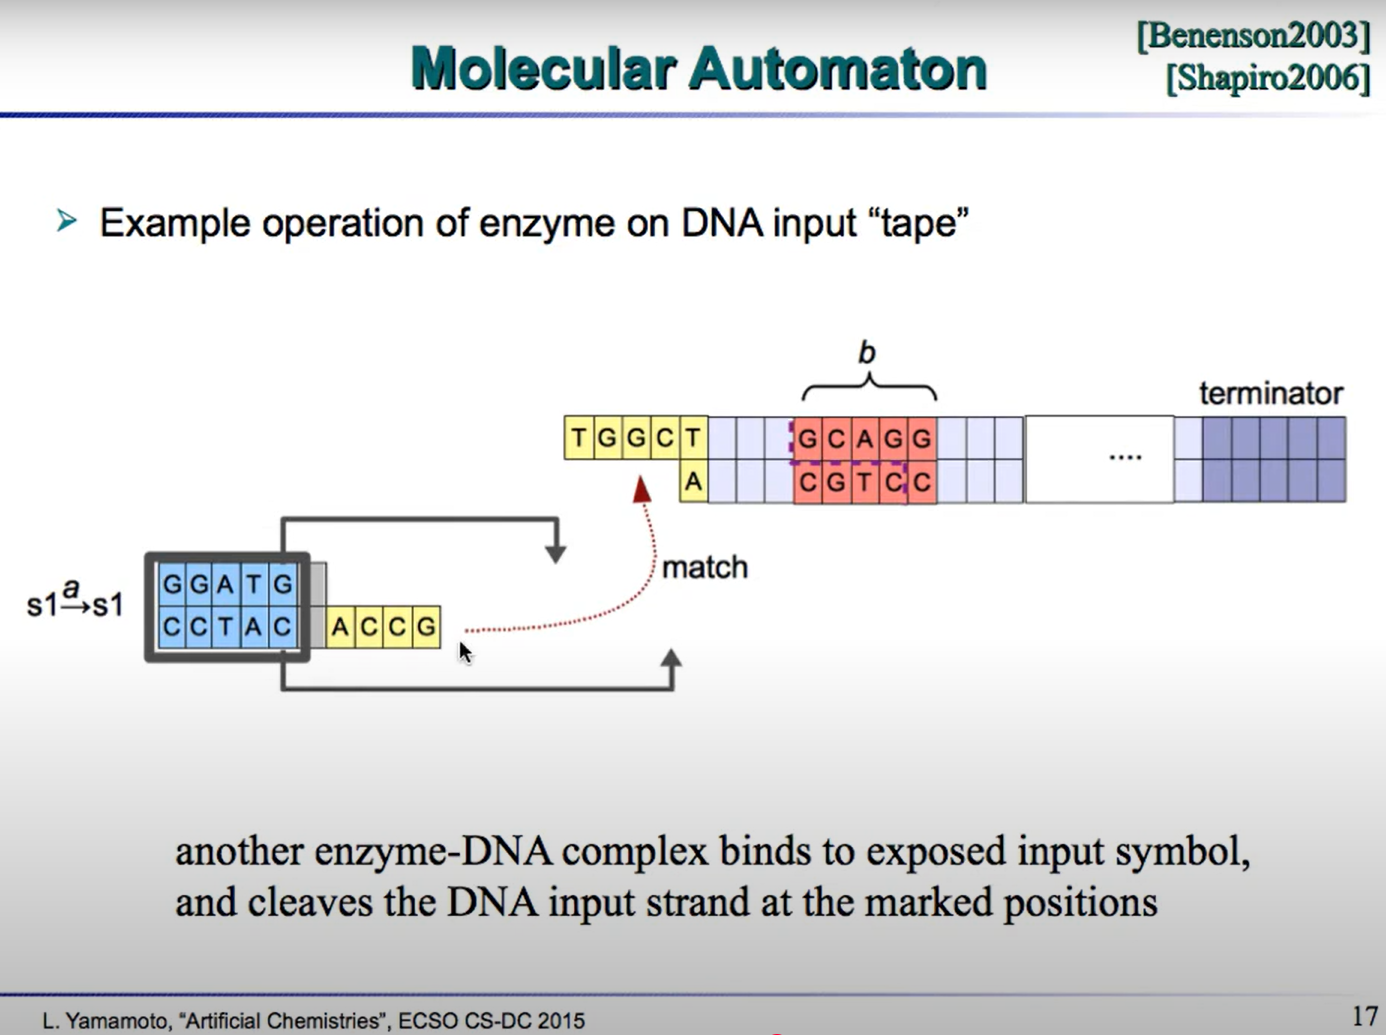 Molecular Automaton
[Benenson2003]
[Shapiro2006]
Example operation of enzyme on DNA input “tape”
b
terminator
T G G C T
G C A G G
....
A
C G T C C
match
s1 a→ s1
G G A T G
C C T A C
A C C G
another enzyme-DNA complex binds to exposed input symbol,
and cleaves the DNA input strand at the marked positions
L. Yamamoto, “Artificial Chemistries”, ECSO CS-DC 2015
17